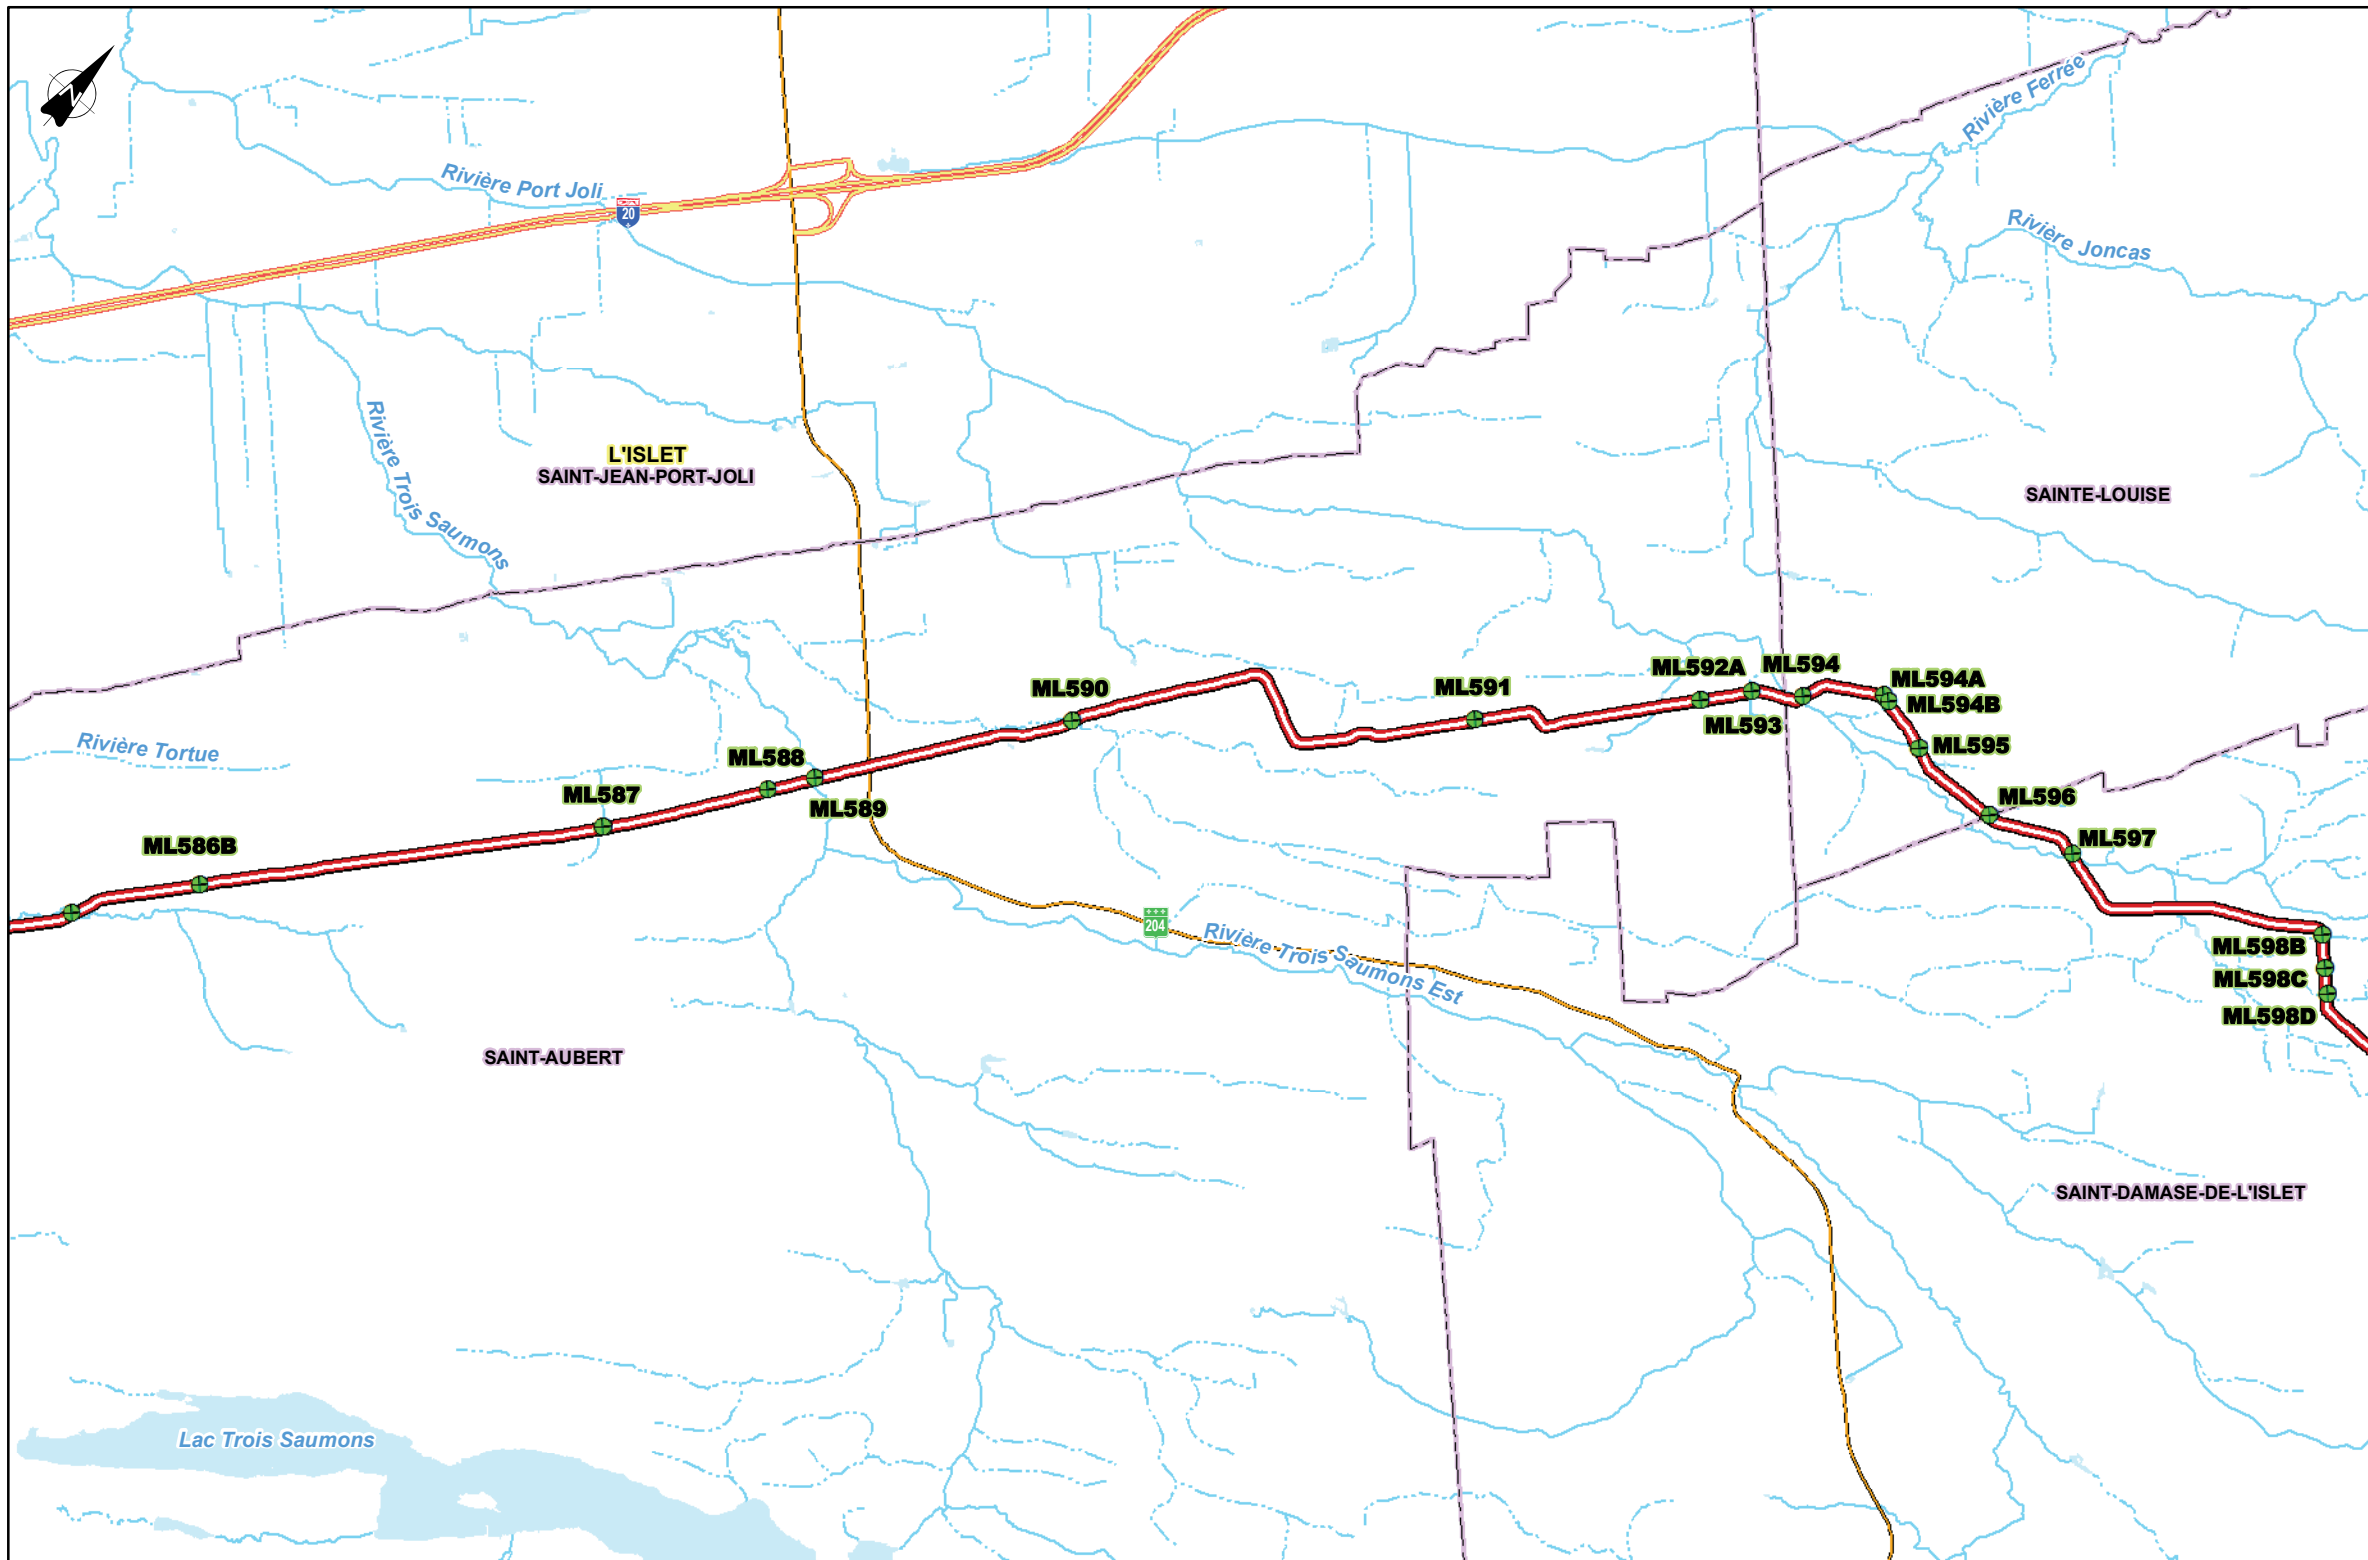 N
Rivière Ferrée
Rivière Port Joli
20
Rivière Joncas
Rivière Trois Saumons
L'ISLET
SAINT-JEAN-PORT-JOLI
SAINTE-LOUISE
ML592A
ML594
ML594A
ML594B
ML590
ML591
ML593
Rivière Tortue
ML595
ML588
ML587
ML589
ML596
ML597
ML586B
204
Rivière Trois Saumons Est
ML598B
ML598C
ML598D
SAINT-AUBERT
SAINT-DAMASE-DE-L'ISLET
Lac Trois Saumons